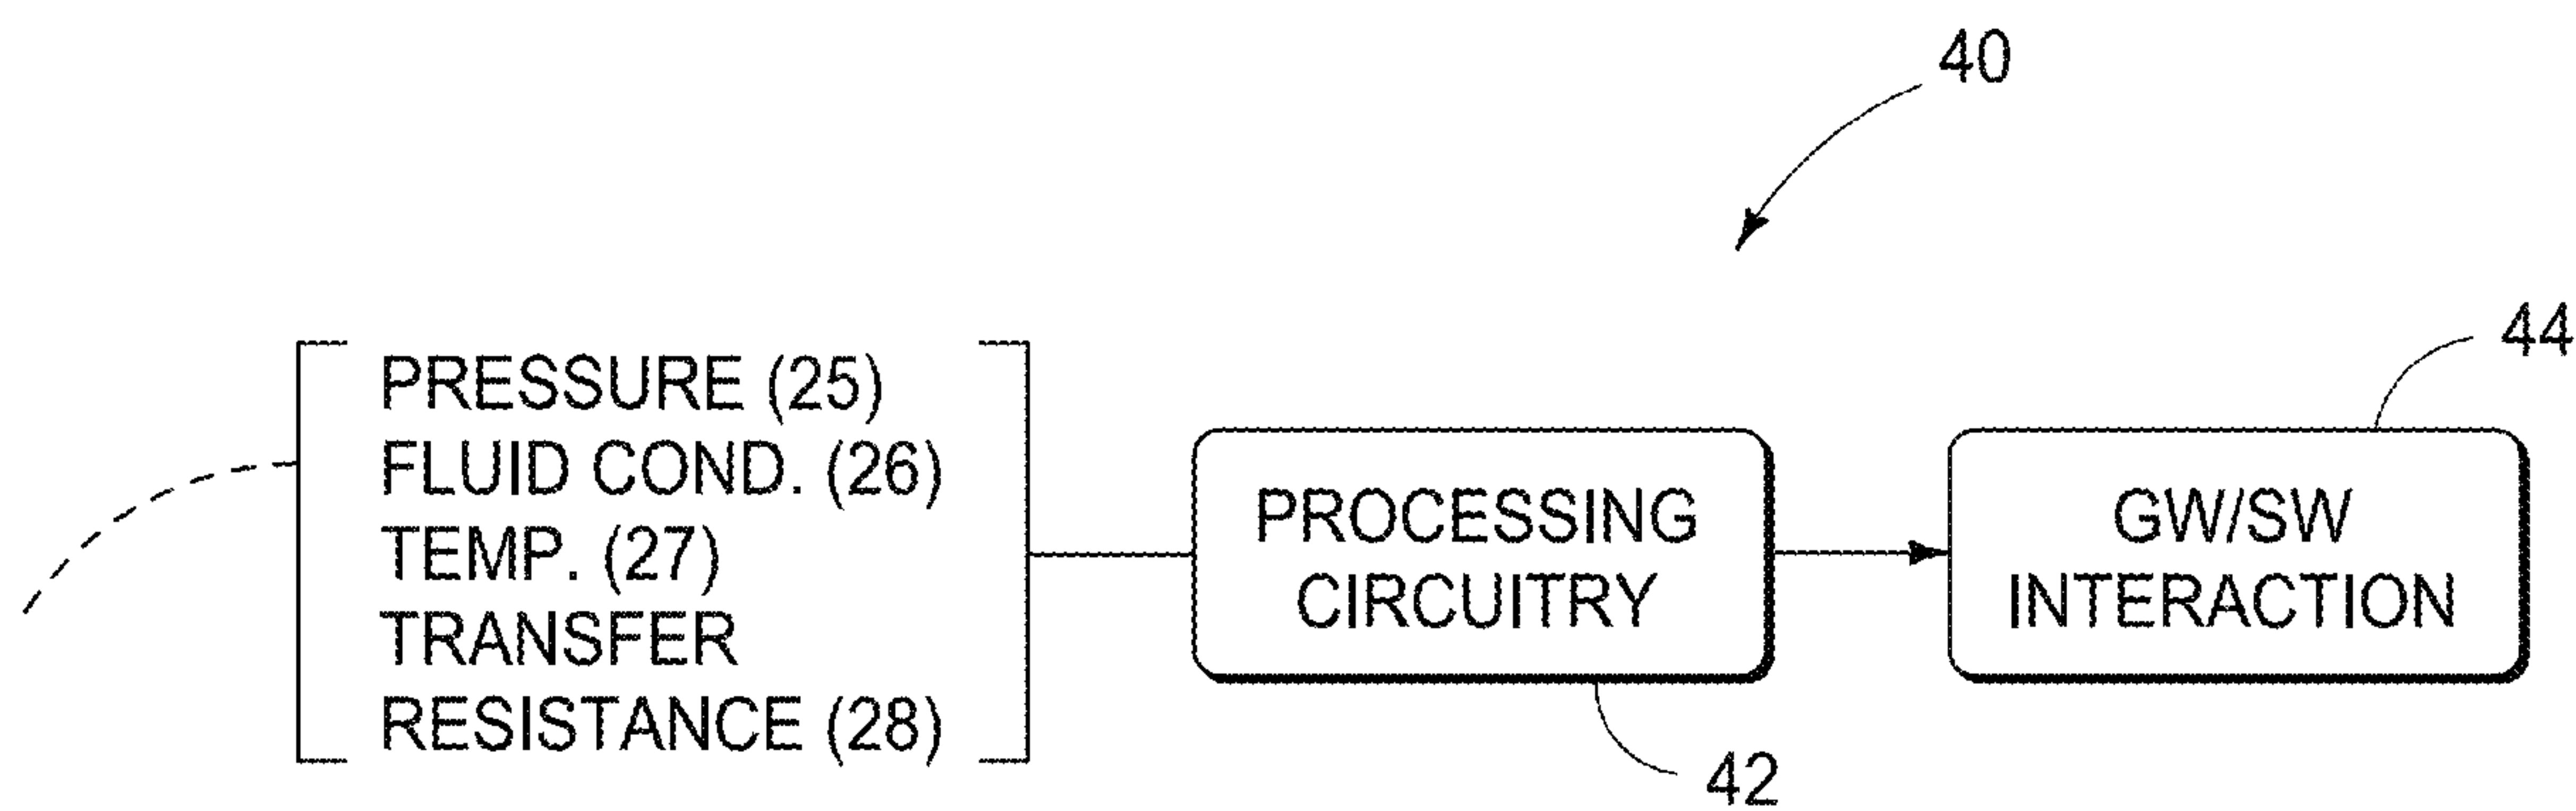 40
44
PRESSURE (25)
FLUID COND. (26)
TEMP. (27)
TRANSFER
RESISTANCE (28)
PROCESSING
CIRCUITRY
GW/SW
INTERACTION
42